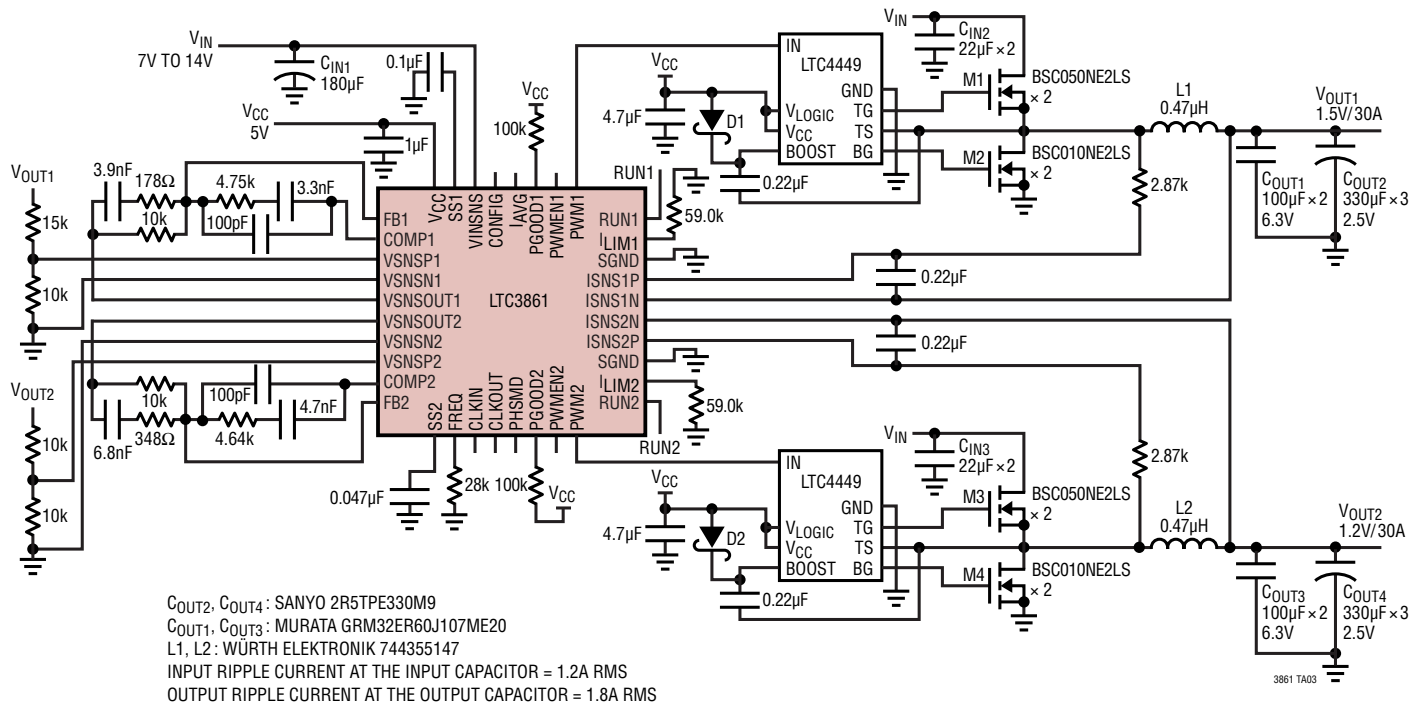 VIN
7V TO 14V
CIN1
180µF
0.1µF
VCC
5V
1µF
VCC
100k
VOUT1
15k
10k
3.9nF
178Ω
10k
4.75k
3.3nF
100pF
FB1
COMP1
VSNSP1
VSNSN1
VSNSOUT1
VSNSOUT2
VSNSN2
VSNSP2
COMP2
FB2
VCC
SS1
VINSNS
CONFIG
IAVG
PGOOD1
PWMEN1
PWM1
LTC3861
RUN1
ILIM1
SGND
ISNS1P
ISNS1N
ISNS2N
ISNS2P
SGND
ILIM2
RUN2
SS2
FREQ
CLKIN
CLKOUT
PHSMD
PGOOD2
PWMEN2
PWM2
RUN1
59.0k
0.22µF
0.22µF
59.0k
RUN2
VOUT2
10k
10k
10k
348Ω
6.8nF
100pF
4.7nF
4.64k
0.047µF
28k
100k
VCC
VCC
4.7µF
D1
0.22µF
IN
LTC4449
GND
VLOGIC
TG
VCC
TS
BOOST
BG
VIN
CIN2
22µF × 2
M1
BSC050NE2LS
× 2
M2
BSC010NE2LS
× 2
L1
0.47µH
2.87k
VOUT1
1.5V/30A
COUT1
100µF × 2
6.3V
COUT2
330µF × 3
2.5V
VCC
4.7µF
D2
0.22µF
IN
LTC4449
GND
VLOGIC
TG
VCC
TS
BOOST
BG
VIN
CIN3
22µF × 2
M3
BSC050NE2LS
× 2
M4
BSC010NE2LS
× 2
2.87k
L2
0.47µH
VOUT2
1.2V/30A
COUT3
100µF × 2
6.3V
COUT4
330µF × 3
2.5V
COUT2, COUT4: SANYO 2R5TPE330M9
COUT1, COUT3: MURATA GRM32ER60J107ME20
L1, L2: WÜRTH ELEKTRONIK 744355147
INPUT RIPPLE CURRENT AT THE INPUT CAPACITOR = 1.2A RMS
OUTPUT RIPPLE CURRENT AT THE OUTPUT CAPACITOR = 1.8A RMS
3861 TA03